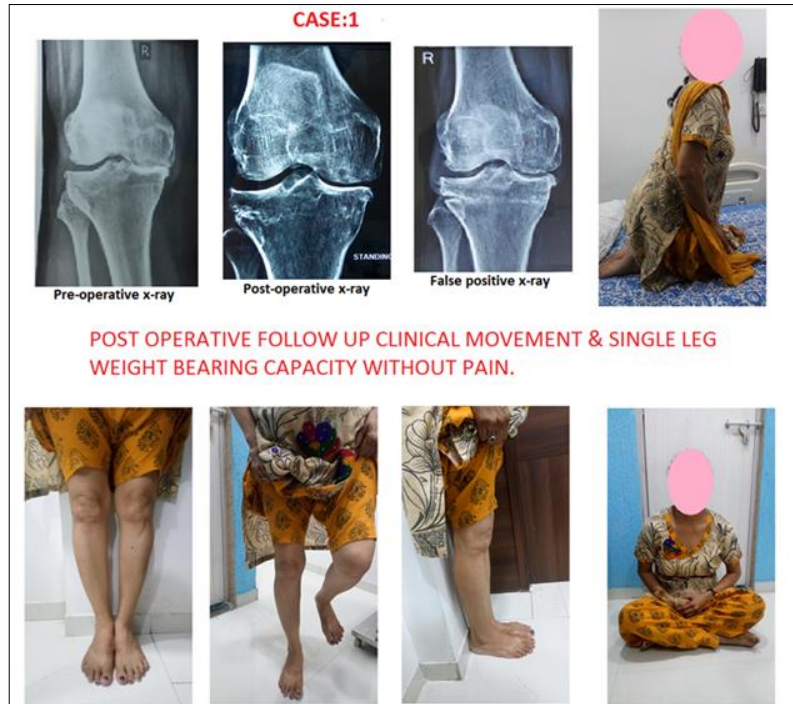 CASE:1
R
R
STANDING
Pre-operative x-ray
Post-operative x-ray
False positive x-ray
POST OPERATIVE FOLLOW UP CLINICAL MOVEMENT & SINGLE LEG
WEIGHT BEARING CAPACITY WITHOUT PAIN.